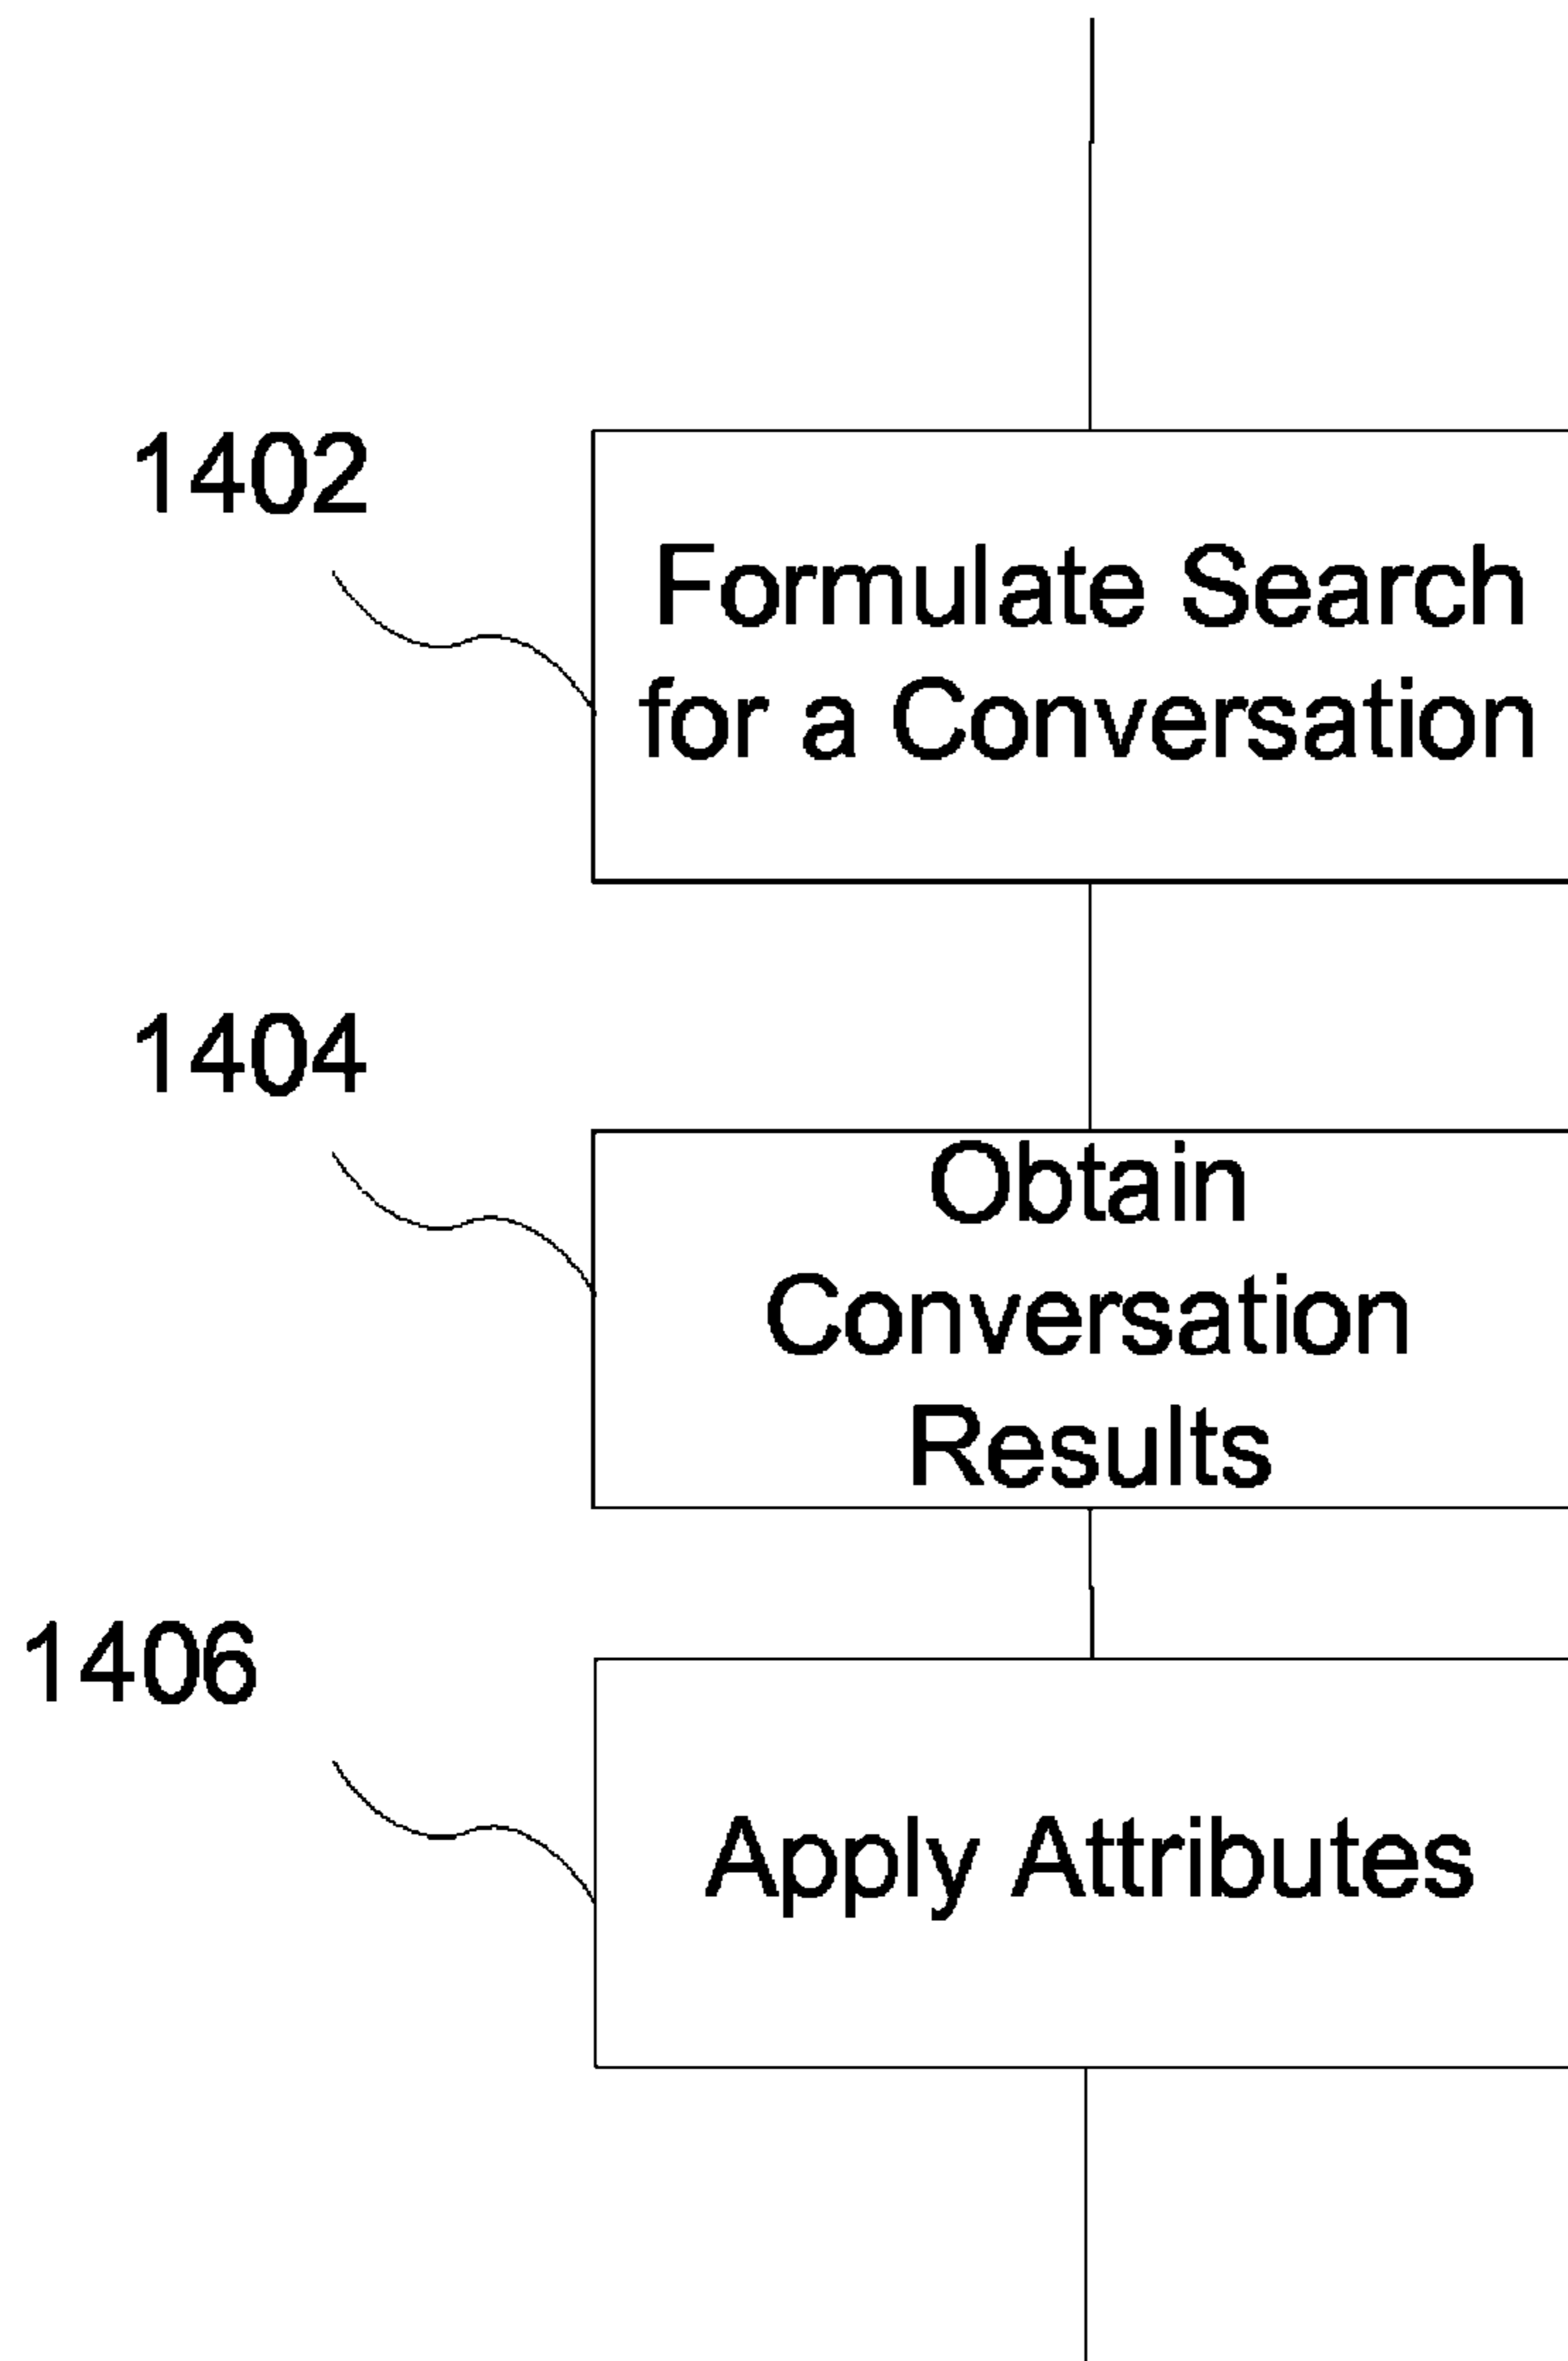 1402
Formulate Search
for a Conversation
1404
Obtain
Conversation
Results
1406
Apply Attributes